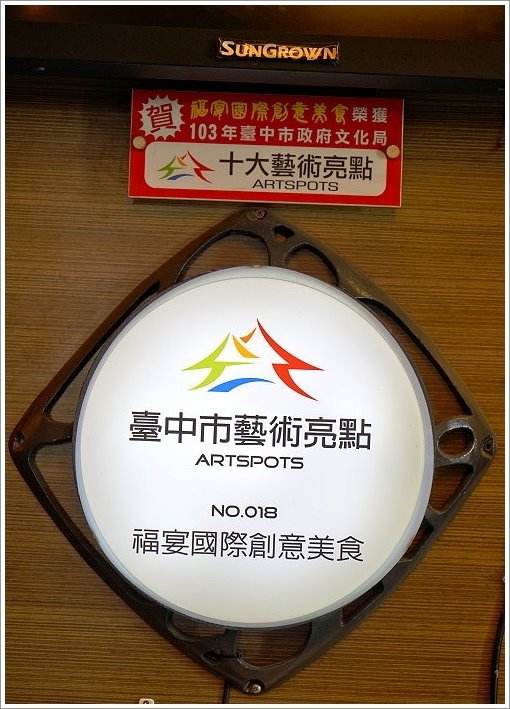 SUNGROWN
賀
福宴國際創意美食榮獲
103年臺中市政府文化局
十大藝術亮點
ARTSPOTS
臺中市藝術亮點
ARTSPOTS
NO.018
福宴國際創意美食